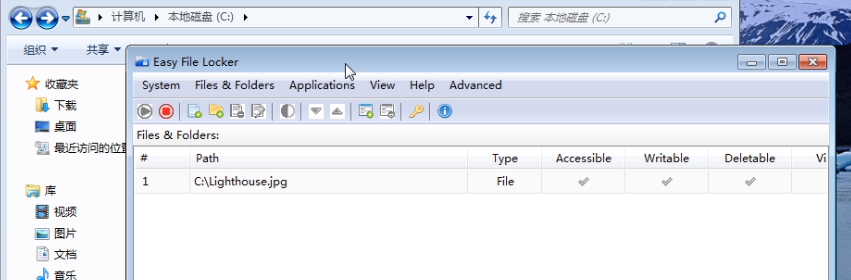 计算机 本地磁盘 (C:)
搜索 本地磁盘 (C:)
组织 共享
Easy File Locker
System Files & Folders Applications View Help Advanced
Files & Folders:
# Path Type Accessible Writable Deletable Vi
1 C:\Lighthouse.jpg File
收藏夹
下载
桌面
最近访问的位置
库
视频
图片
文档
音乐